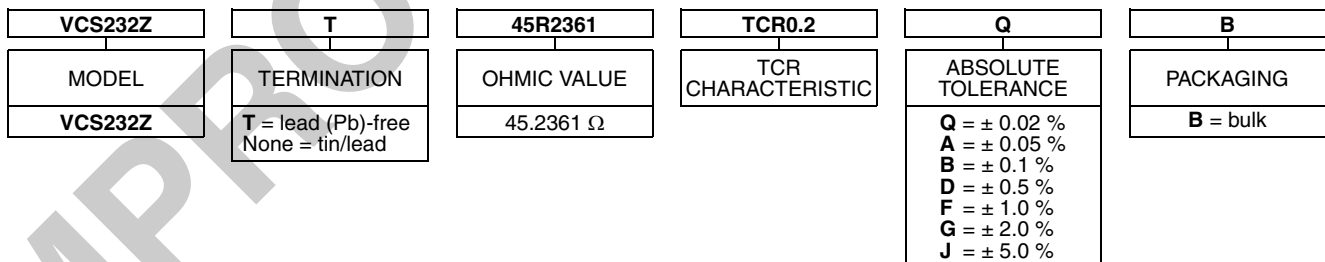 VCS232Z T 45R2361 TCR0.2 Q B
MODEL
VCS232Z
TERMINATION
T = lead (Pb)-free
None = tin/lead
OHMIC VALUE
45.2361 Ω
TCR
CHARACTERISTIC
ABSOLUTE
TOLERANCE
Q = ± 0.02 %
A = ± 0.05 %
B = ± 0.1 %
D = ± 0.5 %
F = ± 1.0 %
G = ± 2.0 %
J = ± 5.0 %
PACKAGING
B = bulk
MPRO